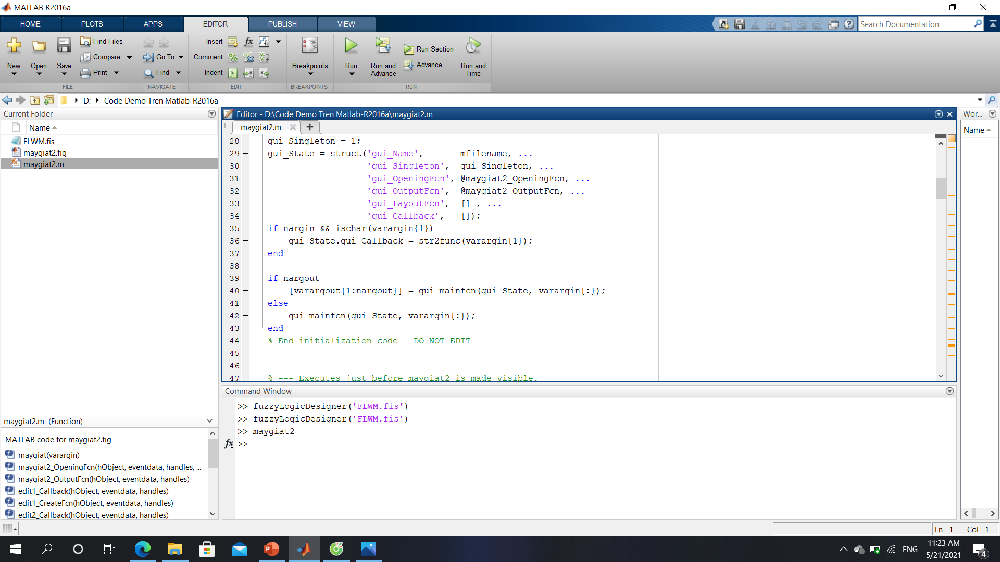 MATLAB R2016a
HOME PLOTS APPS EDITOR PUBLISH VIEW
Search Documentation
New Open Save
Find Files
Compare
Print
FILE
Go To
Find
NAVIGATE
Insert fx
Comment
Indent
EDIT
Breakpoints
BREAKPOINTS
Run
Run and Advance
Run Section
Advance
Run and Time
RUN
D: Code Demo Tren Matlab-R2016a
Current Folder
Name
FLWM.fis
maygiat2.fig
maygiat2.m
Editor - D:\Code Demo Tren Matlab-R2016a\maygiat2.m
maygiat2.m
28 gui_Singleton = 1;
29 gui_State = struct('gui_Name',       mfilename, ...
30                    'gui_Singleton',  gui_Singleton, ...
31                    'gui_OpeningFcn', @maygiat2_OpeningFcn, ...
32                    'gui_OutputFcn',  @maygiat2_OutputFcn, ...
33                    'gui_LayoutFcn',  [] , ...
34                    'gui_Callback',   []);
35 if nargin && ischar(varargin{1})
36     gui_State.gui_Callback = str2func(varargin{1});
37 end
38
39 if nargout
40     [varargout{1:nargout}] = gui_mainfcn(gui_State, varargin{:});
41 else
42     gui_mainfcn(gui_State, varargin{:});
43 end
44 % End initialization code - DO NOT EDIT
45
46
47 % --- Executes just before maygiat2 is made visible.
Wor...
Name
Command Window
>> fuzzyLogicDesigner('FLWM.fis')
>> fuzzyLogicDesigner('FLWM.fis')
>> maygiat2
fx >>
maygiat2.m (Function)
MATLAB code for maygiat2.fig
maygiat(varargin)
maygiat2_OpeningFcn(hObject, eventdata, handles, ...
maygiat2_OutputFcn(hObject, eventdata, handles)
edit1_Callback(hObject, eventdata, handles)
edit1_CreateFcn(hObject, eventdata, handles)
edit2_Callback(hObject, eventdata, handles)
Ln 1 Col 1
ENG
11:23 AM
5/21/2021
4